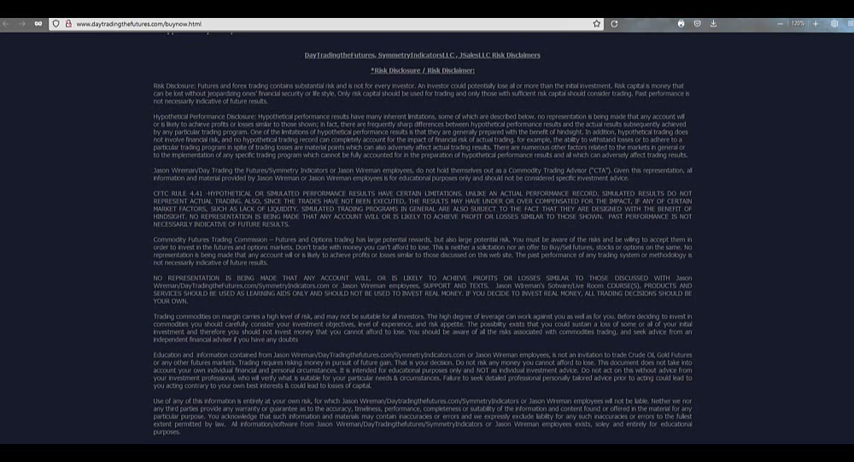 www.daytradingthefutures.com/buynow.html
120%
DayTradingtheFutures, SymmetryIndicatorsLLC, JSalesLLC Risk Disclaimers
*Risk Disclosure / Risk Disclaimer:
Risk Disclosure: Futures and forex trading contains substantial risk and is not for every investor. An investor could potentially lose all or more than the initial investment. Risk capital is money that
can be lost without jeopardizing ones' financial security or life style. Only risk capital should be used for trading and only those with sufficient risk capital should consider trading. Past performance is
not necessarily indicative of future results.
Hypothetical Performance Disclosure: Hypothetical performance results have many inherent limitations, some of which are described below. no representation is being made that any account will
or is likely to achieve profits or losses similar to those shown; in fact, there are frequently sharp differences between hypothetical performance results and the actual results subsequently achieved
by any particular trading program. One of the limitations of hypothetical performance results is that they are generally prepared with the benefit of hindsight. In addition, hypothetical trading does
not involve financial risk, and no hypothetical trading record can completely account for the impact of financial risk of actual trading. for example, the ability to withstand losses or to adhere to a
particular trading program in spite of trading losses are material points which can also adversely affect actual trading results. There are numerous other factors related to the markets in general or
to the implementation of any specific trading program which cannot be fully accounted for in the preparation of hypothetical performance results and all which can adversely affect trading results.
Jason Wireman/Day Trading the Futures/Symmetry Indicators or Jason Wireman employees, do not hold themselves out as a Commodity Trading Advisor ("CTA"). Given this representation, all
information and material provided by Jason Wireman or Jason Wireman employees is for educational purposes only and should not be considered specific investment advice.
CFTC RULE 4.41 -HYPOTHETICAL OR SIMULATED PERFORMANCE RESULTS HAVE CERTAIN LIMITATIONS. UNLIKE AN ACTUAL PERFORMANCE RECORD, SIMULATED RESULTS DO NOT
REPRESENT ACTUAL TRADING. ALSO, SINCE THE TRADES HAVE NOT BEEN EXECUTED, THE RESULTS MAY HAVE UNDER OR OVER COMPENSATED FOR THE IMPACT, IF ANY OF CERTAIN
MARKET FACTORS, SUCH AS LACK OF LIQUIDITY. SIMULATED TRADING PROGRAMS IN GENERAL ARE ALSO SUBJECT TO THE FACT THAT THEY ARE DESIGNED WITH THE BENEFIT OF
HINDSIGHT. NO REPRESENTATION IS BEING MADE THAT ANY ACCOUNT WILL OR IS LIKELY TO ACHIEVE PROFIT OR LOSSES SIMILAR TO THOSE SHOWN. PAST PERFORMANCE IS NOT
NECESSARILY INDICATIVE OF FUTURE RESULTS.
Commodity Futures Trading Commission – Futures and Options trading has large potential rewards, but also large potential risk. You must be aware of the risks and be willing to accept them in
order to invest in the futures and options markets. Don't trade with money you can't afford to lose. This is neither a solicitation nor an offer to Buy/Sell futures, stocks or options on the same. No
representation is being made that any account will or is likely to achieve profits or losses similar to those discussed on this web site. The past performance of any trading system or methodology is
not necessarily indicative of future results.
NO REPRESENTATION IS BEING MADE THAT ANY ACCOUNT WILL, OR IS LIKELY TO ACHIEVE PROFITS OR LOSSES SIMILAR TO THOSE DISCUSSED WITH Jason
Wireman/DayTradingthefutures.com/SymmetryIndicators.com or Jason Wireman employees, SUPPORT AND TEXTS. Jason Wireman's Sotware/Live Room COURSE(S). PRODUCTS AND
SERVICES SHOULD BE USED AS LEARNING AIDS ONLY AND SHOULD NOT BE USED TO INVEST REAL MONEY. IF YOU DECIDE TO INVEST REAL MONEY, ALL TRADING DECISIONS SHOULD BE
YOUR OWN.
Trading commodities on margin carries a high level of risk, and may not be suitable for all investors. The high degree of leverage can work against you as well as for you. Before deciding to invest in
commodities you should carefully consider your investment objectives, level of experience, and risk appetite. The possibility exists that you could sustain a loss of some or all of your initial
investment and therefore you should not invest money that you cannot afford to lose. You should be aware of all the risks associated with commodities trading, and seek advice from an
independent financial adviser if you have any doubts
Education and information contained from Jason Wireman/DayTradingthefutures.com/SymmetryIndicators.com or Jason Wireman employees, is not an invitation to trade Crude Oil, Gold Futures
or any other futures markets. Trading requires risking money in pursuit of future gain. That is your decision. Do not risk any money you cannot afford to lose. This document does not take into
account your own individual financial and personal circumstances. It is intended for educational purposes only and NOT as individual investment advice. Do not act on this without advice from
your investment professional, who will verify what is suitable for your particular needs & circumstances. Failure to seek detailed professional personally tailored advice prior to acting could lead to
you acting contrary to your own best interests & could lead to losses of capital.
Use of any of this information is entirely at your own risk, for which Jason Wireman/DayTradingthefutures/SymmetryIndicators or Jason Wireman employees will not be liable. Neither we nor
any third parties provide any warranty or guarantee as to the accuracy, timeliness, performance, completeness or suitability of the information and content found or offered in the material for any
particular purpose. You acknowledge that such information and materials may contain inaccuracies or errors and we expressly exclude liability for any such inaccuracies or errors to the fullest
extent permitted by law. All information/software from Jason Wireman/DayTradingthefutures/SymmetryIndicators or Jason Wireman employees exists, soley and entirely for educational
purposes.